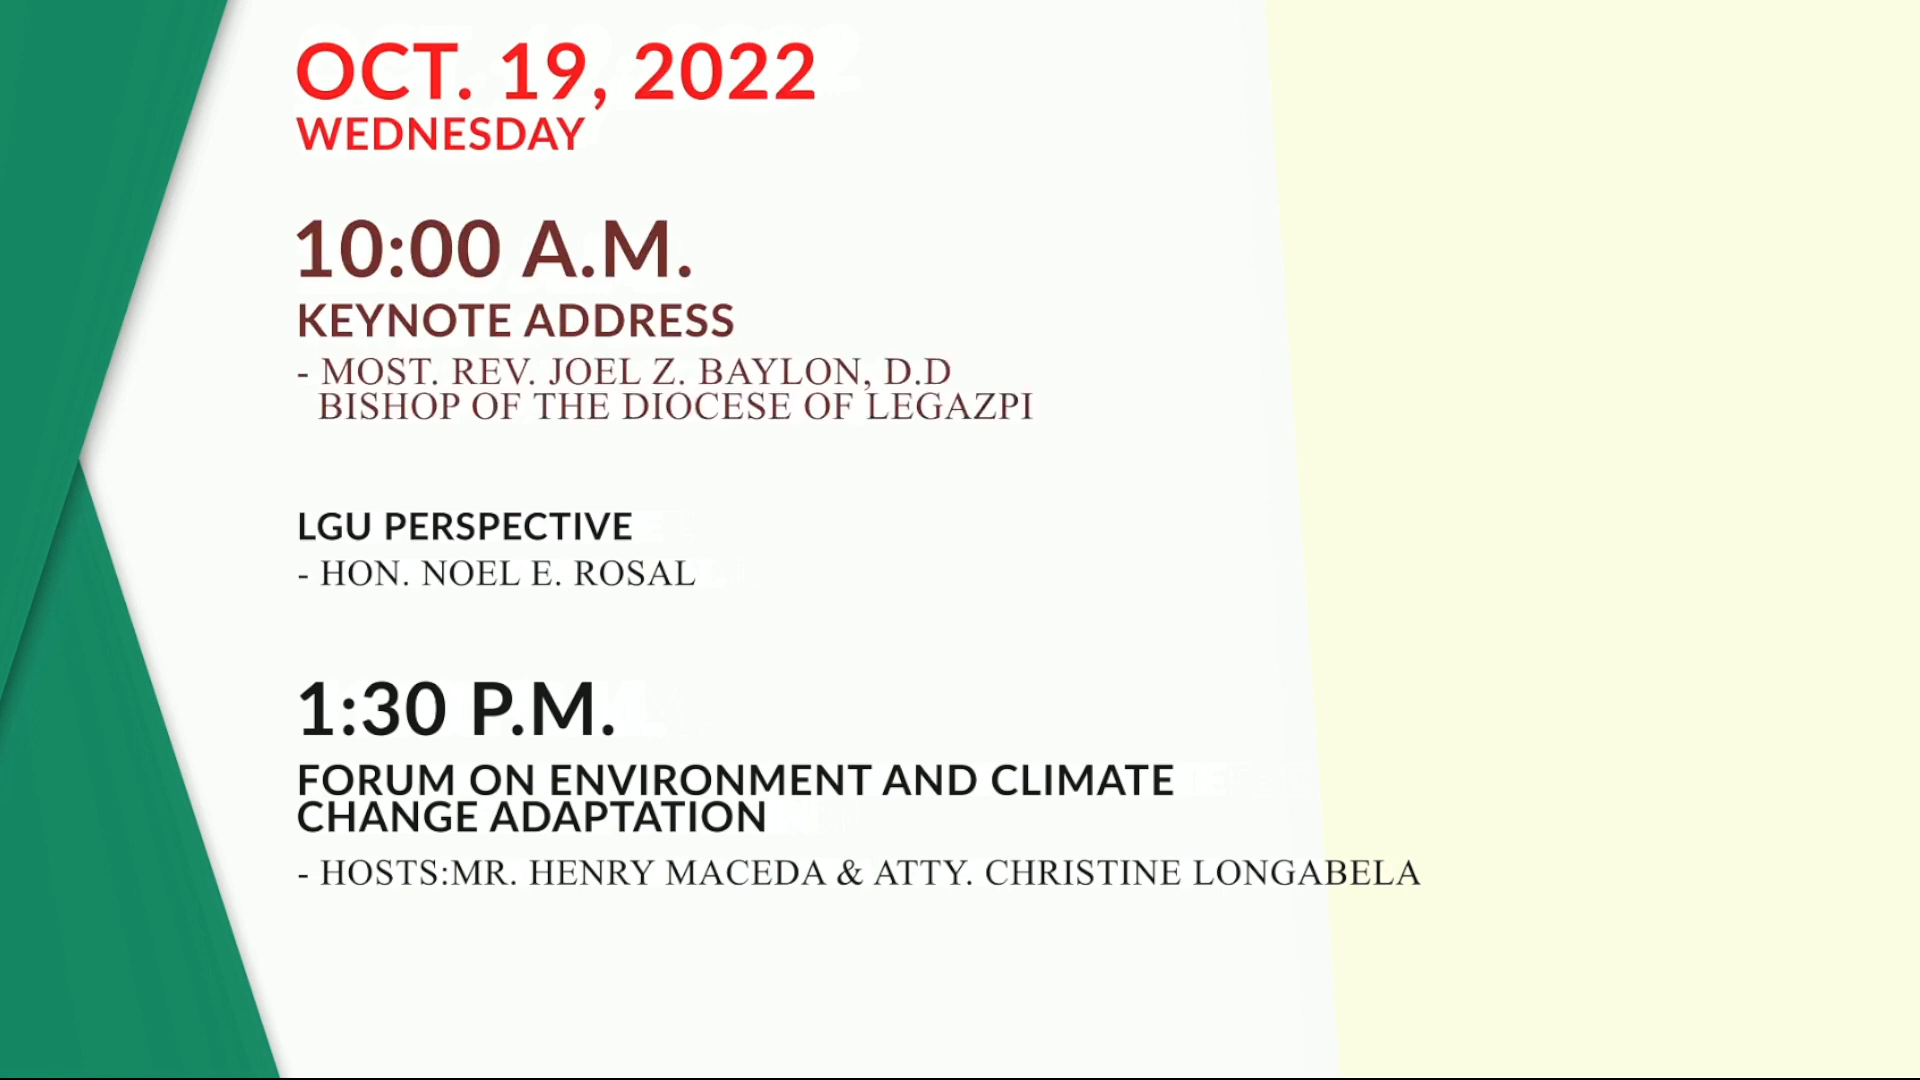 OCT. 19, 2022
WEDNESDAY
10:00 A.M.
KEYNOTE ADDRESS
- MOST. REV. JOEL Z. BAYLON, D.D
BISHOP OF THE DIOCESE OF LEGAZPI
LGU PERSPECTIVE
- HON. NOEL E. ROSAL
1:30 P.M.
FORUM ON ENVIRONMENT AND CLIMATE
CHANGE ADAPTATION
- HOSTS:MR. HENRY MACEDA & ATTY. CHRISTINE LONGABELA